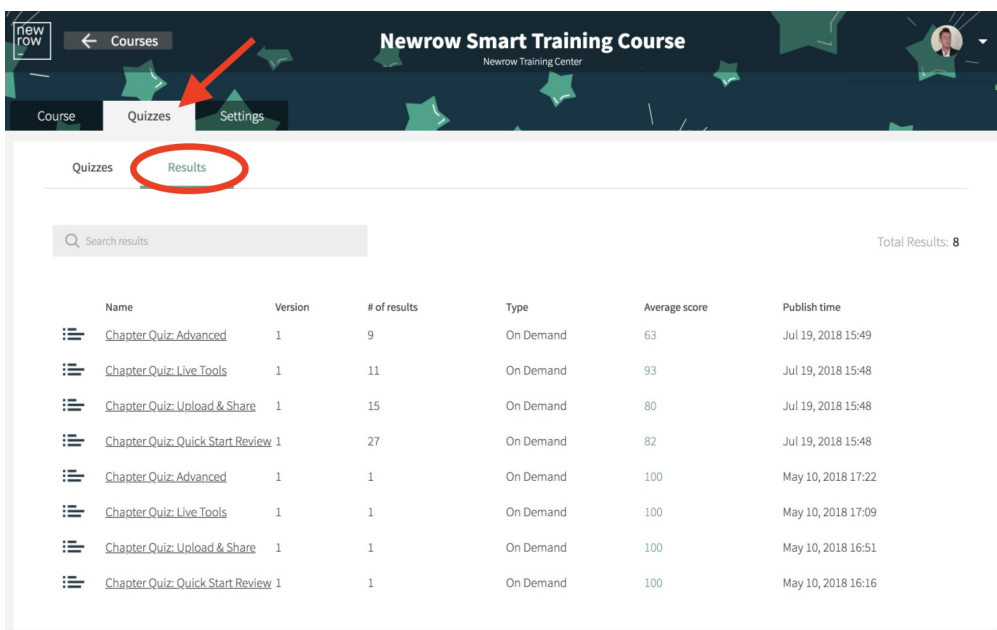 new
row
← Courses
Newrow Smart Training Course
Newrow Training Center
Course Quizzes Settings
Quizzes Results
Search results
Total Results: 8
Name Version # of results Type Average score Publish time
Chapter Quiz: Advanced 1 9 On Demand 63 Jul 19, 2018 15:49
Chapter Quiz: Live Tools 1 11 On Demand 93 Jul 19, 2018 15:48
Chapter Quiz: Upload & Share 1 15 On Demand 80 Jul 19, 2018 15:48
Chapter Quiz: Quick Start Review 1 27 On Demand 82 Jul 19, 2018 15:48
Chapter Quiz: Advanced 1 1 On Demand 100 May 10, 2018 17:22
Chapter Quiz: Live Tools 1 1 On Demand 100 May 10, 2018 17:09
Chapter Quiz: Upload & Share 1 1 On Demand 100 May 10, 2018 16:51
Chapter Quiz: Quick Start Review 1 1 On Demand 100 May 10, 2018 16:16